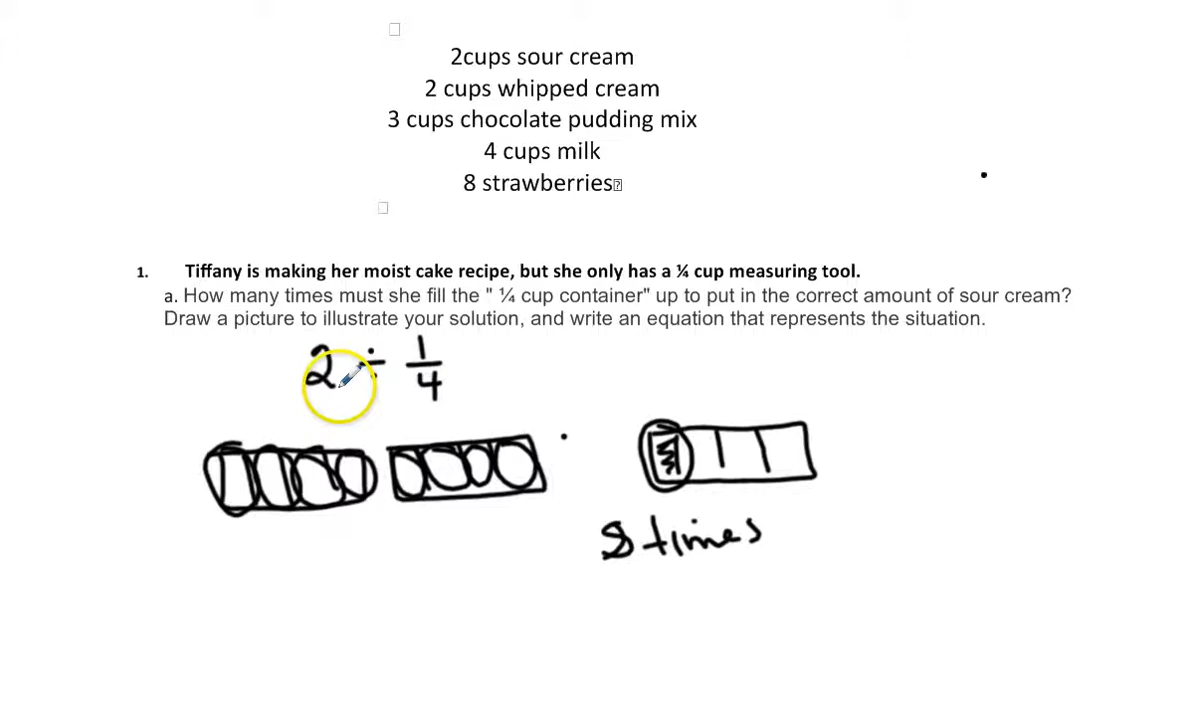 2cups sour cream
2 cups whipped cream
3 cups chocolate pudding mix
4 cups milk
8 strawberries
1. Tiffany is making her moist cake recipe, but she only has a ¼ cup measuring tool.
a. How many times must she fill the " ¼ cup container" up to put in the correct amount of sour cream?
Draw a picture to illustrate your solution, and write an equation that represents the situation.
2 ÷ 1/4
8 times